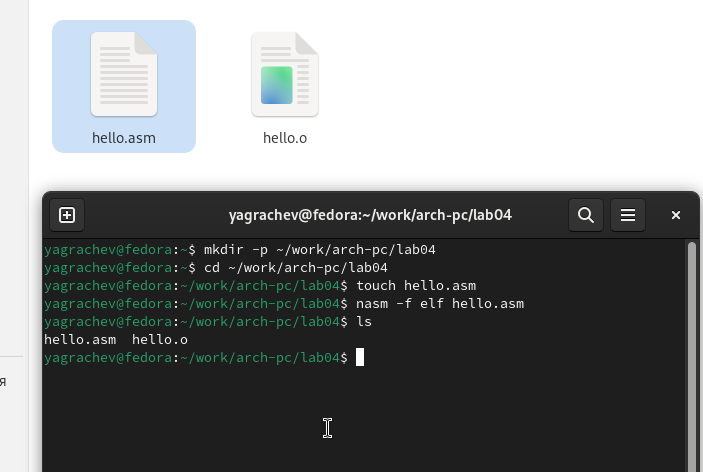 hello.asm hello.o
yagrachev@fedora:~/work/arch-pc/lab04
yagrachev@fedora:~$ mkdir -p ~/work/arch-pc/lab04
yagrachev@fedora:~$ cd ~/work/arch-pc/lab04
yagrachev@fedora:~/work/arch-pc/lab04$ touch hello.asm
yagrachev@fedora:~/work/arch-pc/lab04$ nasm -f elf hello.asm
yagrachev@fedora:~/work/arch-pc/lab04$ ls
hello.asm  hello.o
yagrachev@fedora:~/work/arch-pc/lab04$
я